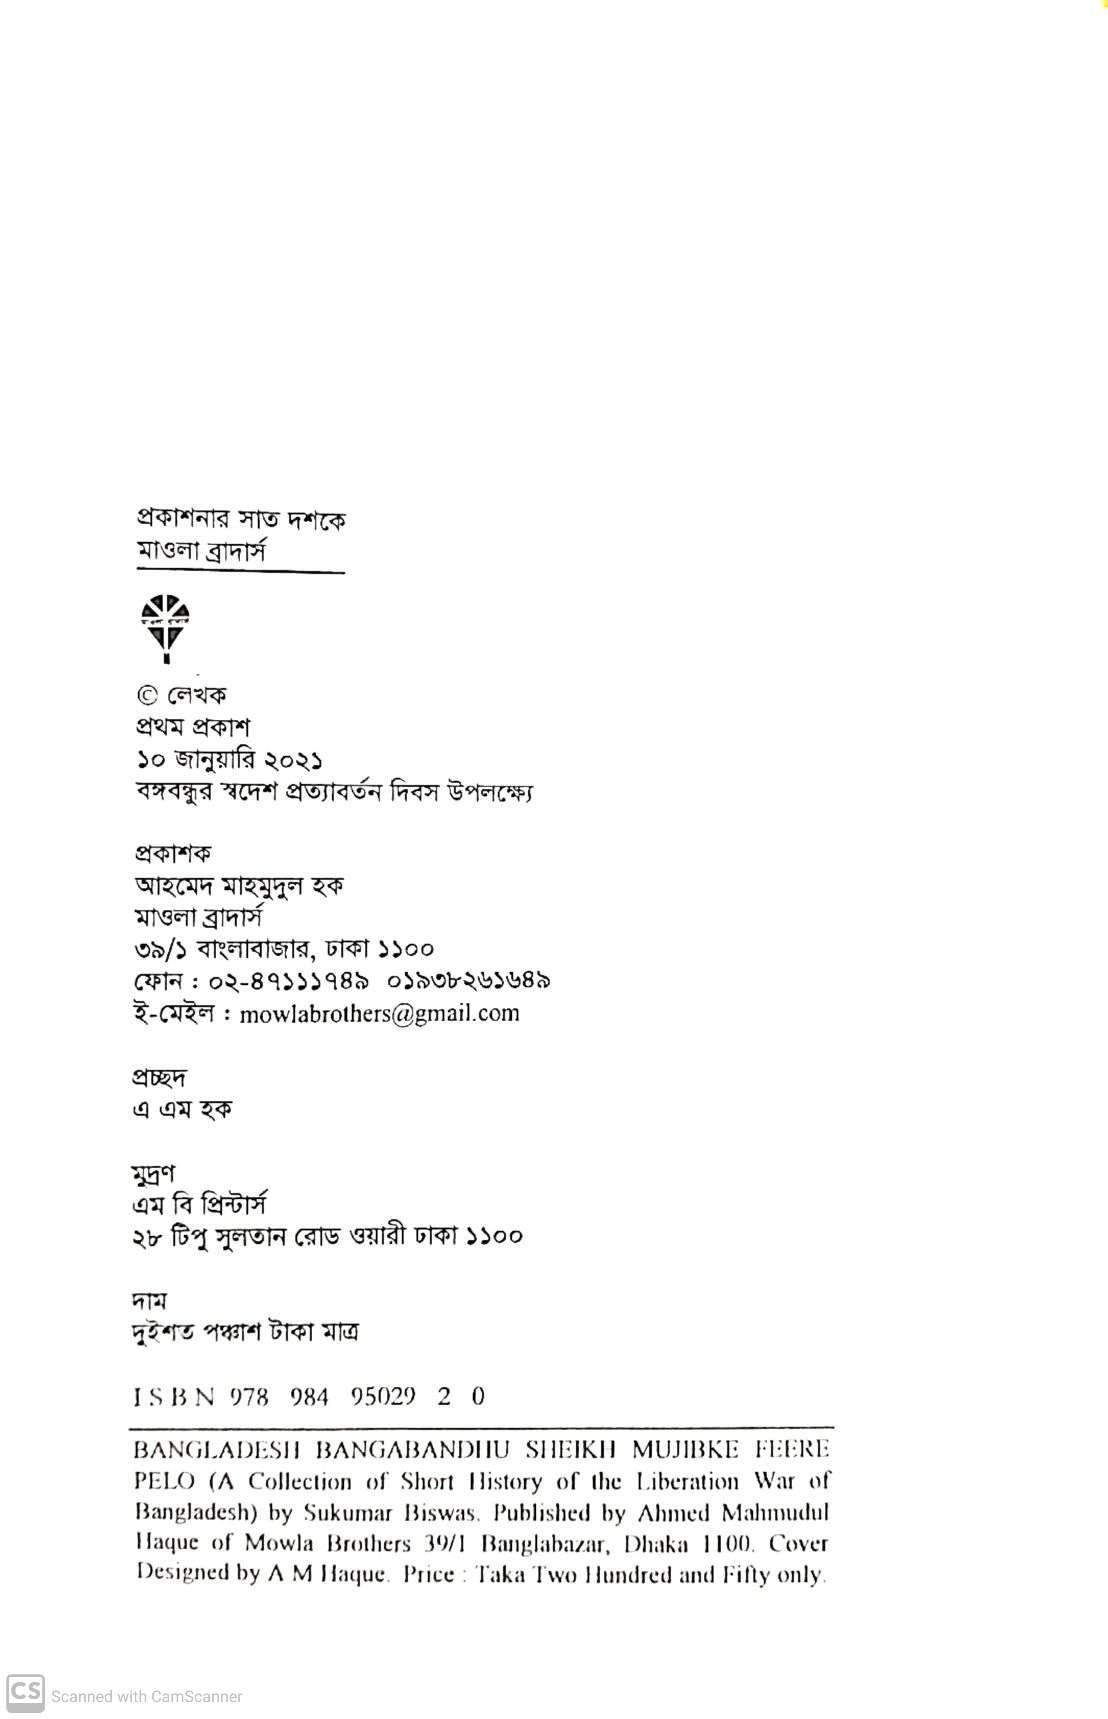 প্রকাশনার সাত দশকে
মাওলা ব্রাদার্স
© লেখক
প্রথম প্রকাশ
১০ জানুয়ারি ২০২১
বঙ্গবন্ধুর স্বদেশ প্রত্যাবর্তন দিবস উপলক্ষ্যে
প্রকাশক
আহমেদ মাহমুদুল হক
মাওলা ব্রাদার্স
৩৯/১ বাংলাবাজার, ঢাকা ১১০০
ফোন : ০২-৪৭১১১৭৪৯ ০১৯৩৮২৬১৬৪৯
ই-মেইল : mowlabrothers@gmail.com
প্রচ্ছদ
এ এম হক
মুদ্রণ
এম বি প্রিন্টার্স
২৮ টিপু সুলতান রোড ওয়ারী ঢাকা ১১০০
দাম
দুইশত পঞ্চাশ টাকা মাত্র
ISBN 978 984 95029 2 0
BANGLADESH BANGABANDHU SHEIKH MUJIBKE FEERE
PELO (A Collection of Short History of the Liberation War of
Bangladesh) by Sukumar Biswas. Published by Ahmed Mahmudul
Haque of Mowla Brothers 39/1 Banglabazar, Dhaka 1100. Cover
Designed by A M Haque. Price : Taka Two Hundred and Fifty only.
CS Scanned with CamScanner